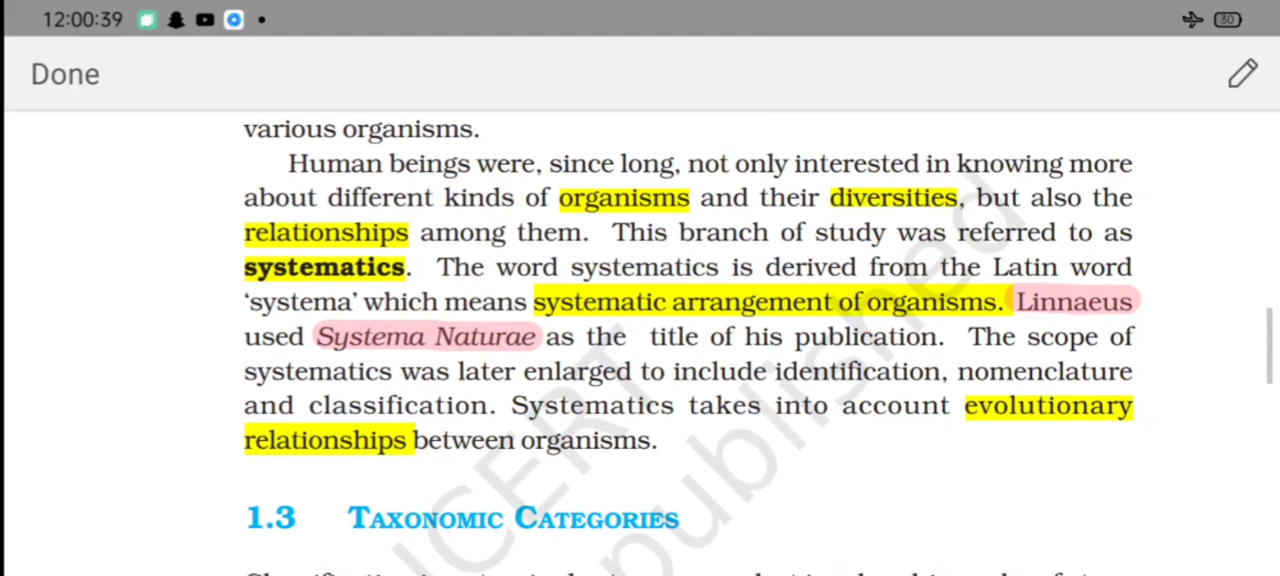 12:00:39
30
Done
various organisms.
Human beings were, since long, not only interested in knowing more
about different kinds of organisms and their diversities, but also the
relationships among them. This branch of study was referred to as
systematics. The word systematics is derived from the Latin word
‘systema’ which means systematic arrangement of organisms. Linnaeus
used Systema Naturae as the title of his publication. The scope of
systematics was later enlarged to include identification, nomenclature
and classification. Systematics takes into account evolutionary
relationships between organisms.
1.3 TAXONOMIC CATEGORIES
NCERT
published